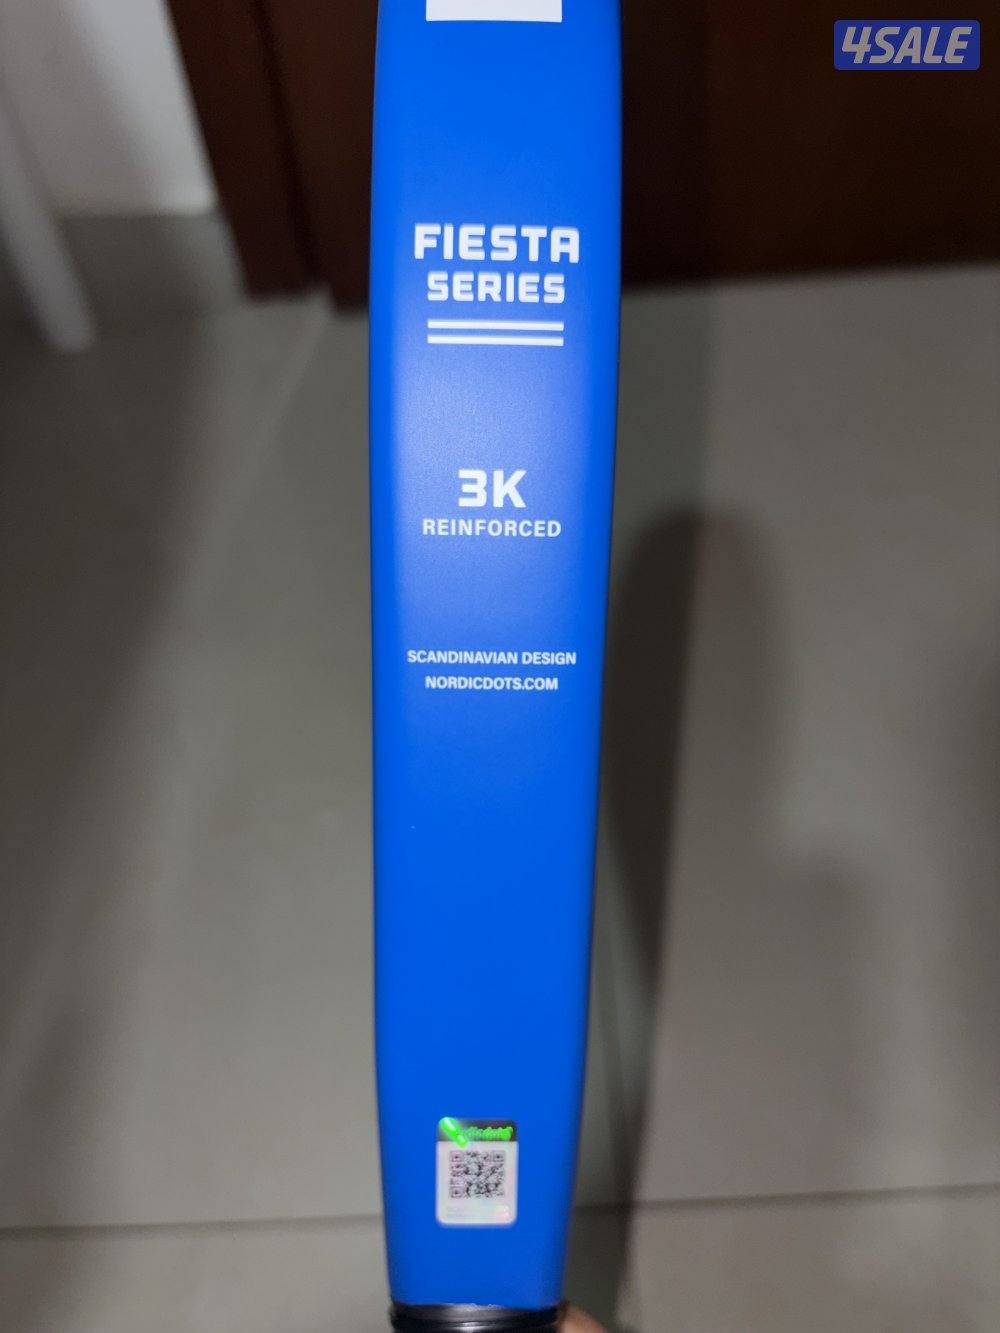 4SALE
FIESTA
SERIES
3K
REINFORCED
SCANDINAVIAN DESIGN
NORDICDOTS.COM